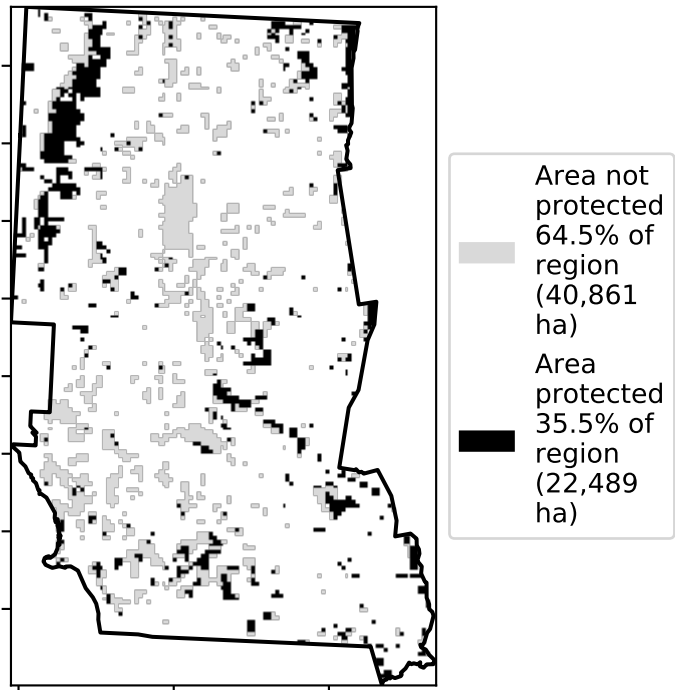 Area not
protected
64.5% of
region
(40,861
ha)
Area
protected
35.5% of
region
(22,489
ha)